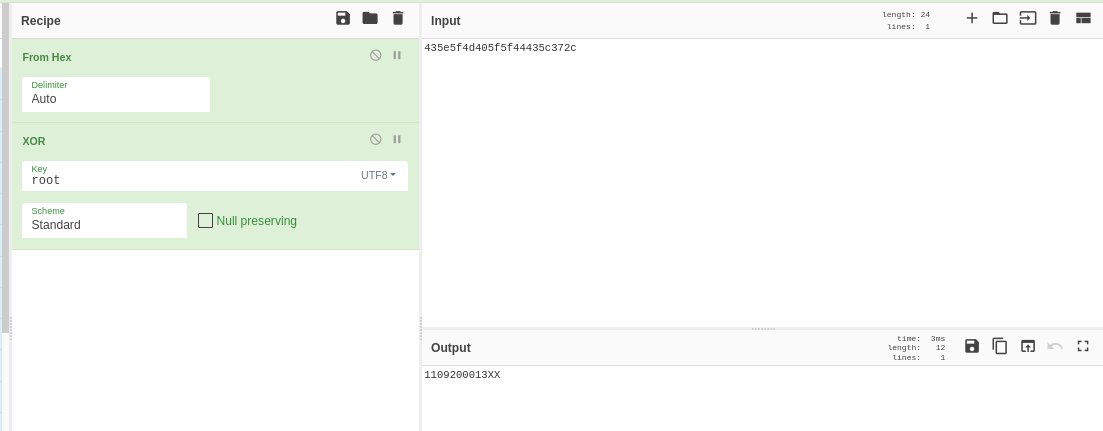 Recipe
From Hex
Delimiter
Auto
XOR
Key
root
UTF8
Scheme
Standard
Null preserving
Input
length: 24
lines: 1
435e5f4d405f5f44435c372c
Output
time: 3ms
length: 12
lines: 1
1109200013XX